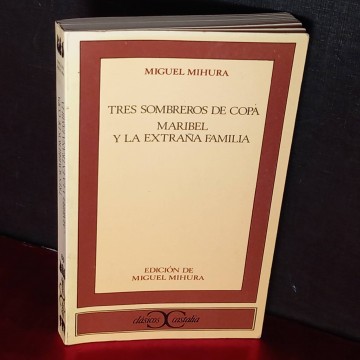 MIGUEL MIHURA
TRES SOMBREROS DE COPA
MARIBEL
Y LA EXTRAÑA FAMILIA
EDICIÓN DE
MIGUEL MIHURA
clásicos castalia